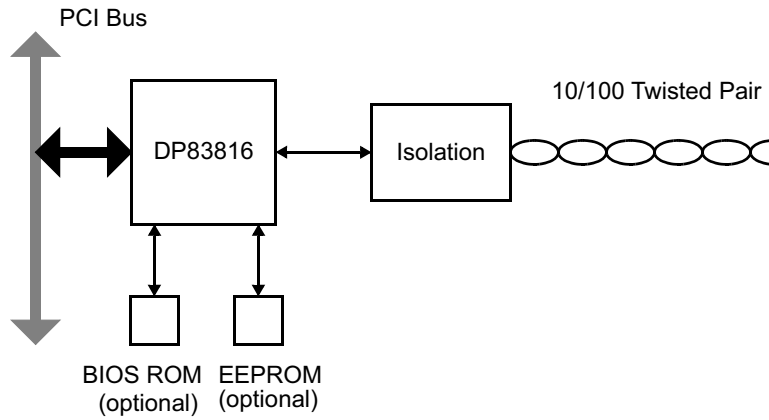 PCI Bus
10/100 Twisted Pair
DP83816
Isolation
BIOS ROM
(optional)
EEPROM
(optional)